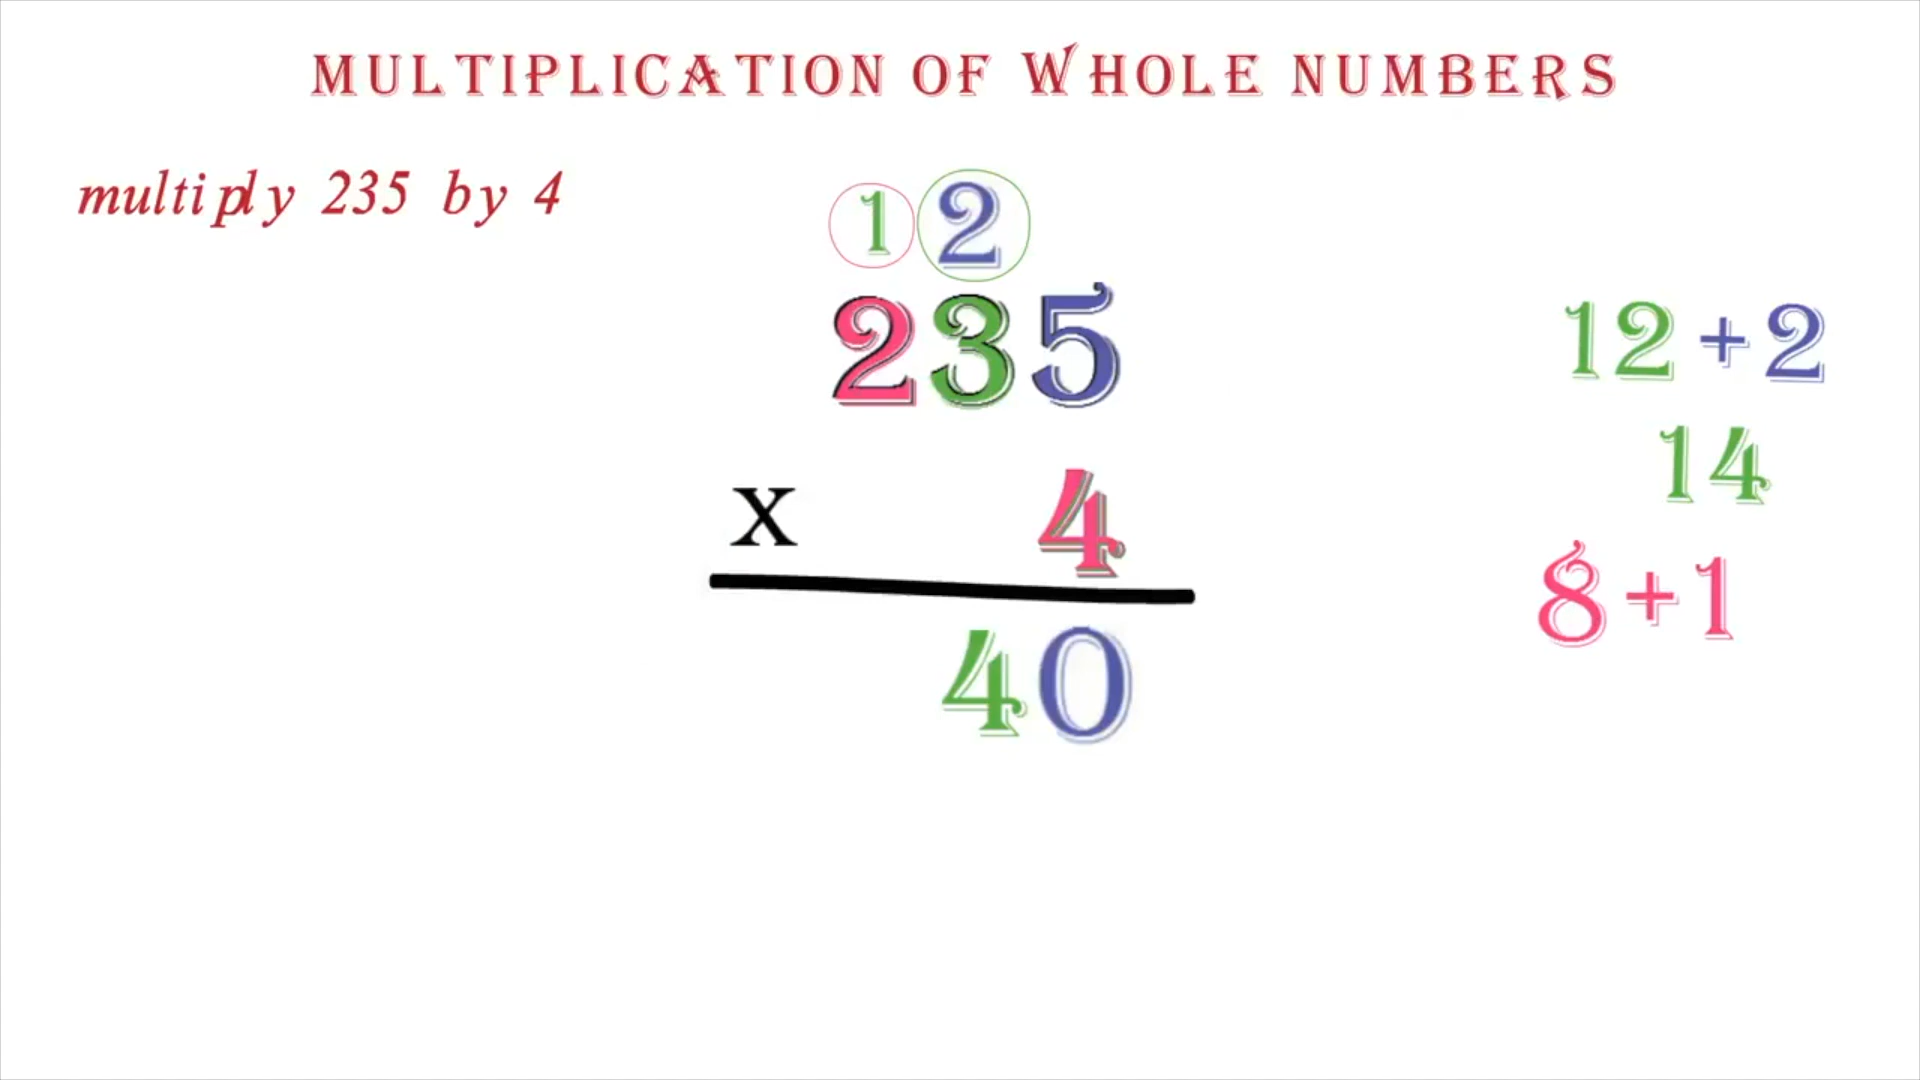 MULTIPLICATION OF WHOLE NUMBERS
multiply 235 by 4
1 2
235
x 4
40
12 + 2
14
8 + 1